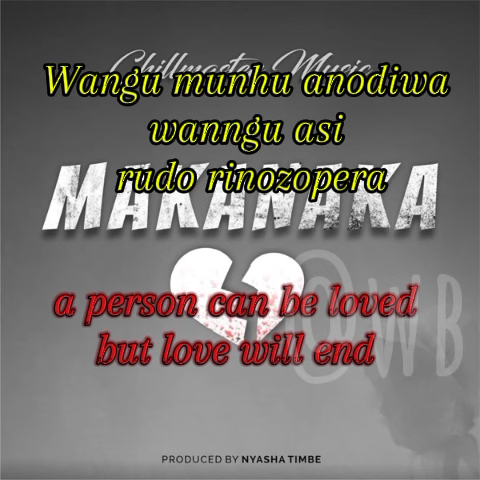 Chillmaster Music
Wangu munhu anodiwa
wanngu asi
rudo rinozopera
MAKANAKA
a person can be loved
but love will end
@WB
PRODUCED BY NYASHA TIMBE